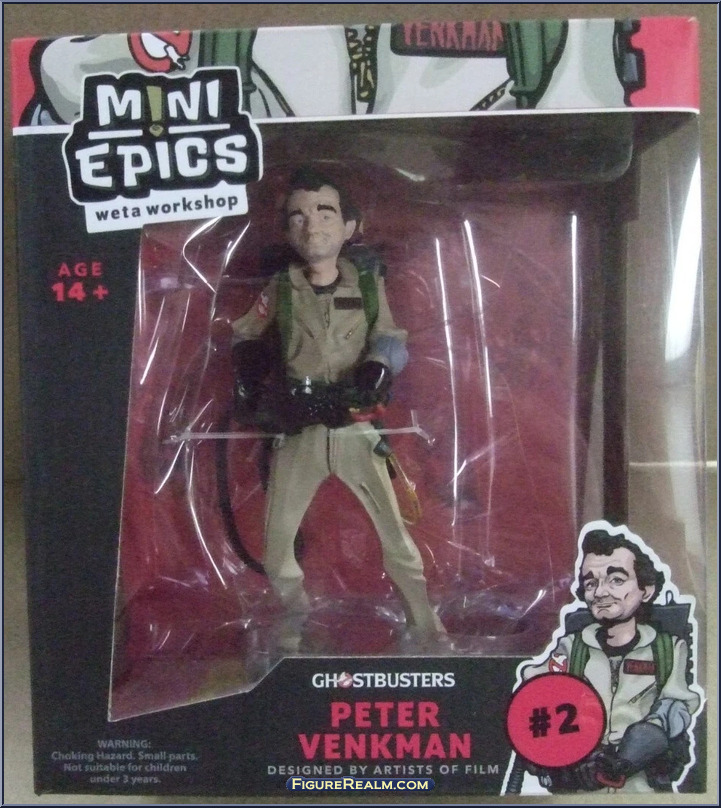 VENKMAN
M!NI
EPICS
weta workshop
AGE
14+
GHOSTBUSTERS
PETER
VENKMAN
#2
DESIGNED BY ARTISTS OF FILM
WARNING:
Choking Hazard. Small parts.
Not suitable for children
under 3 years.
FIGUREREALM.COM